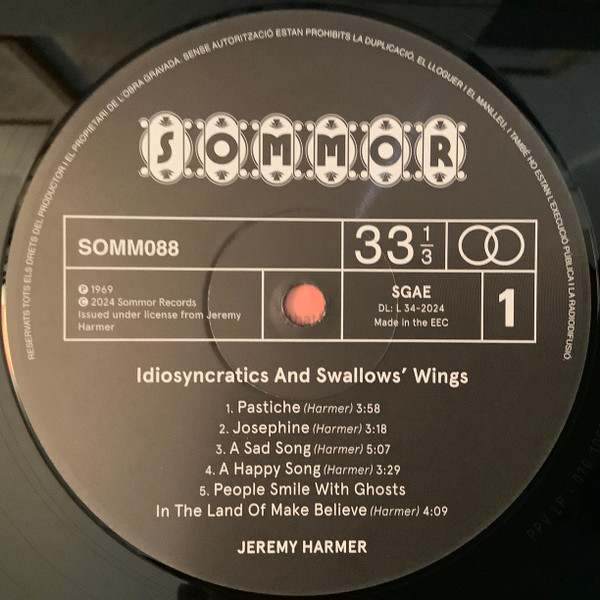 RESERVATS TOTS ELS DRETS DEL PRODUCTOR I EL PROPRIETARI DE L'OBRA GRAVADA. SENSE AUTORITZACIÓ ESTAN PROHIBITS LA DUPLICACIÓ, EL LLOGUER I EL MANLLEU, I TAMBÉ HO ESTAN L'EXECUCIÓ PÚBLICA I LA RADIODIFUSIÓ.
SOMMOR
SOMM088
33 1/3
℗ 1969
© 2024 Sommor Records
Issued under license from Jeremy
Harmer
SGAE
DL: L 34-2024
Made in the EEC
1
Idiosyncratics And Swallows' Wings
1. Pastiche (Harmer) 3:58
2. Josephine (Harmer) 3:18
3. A Sad Song (Harmer) 5:07
4. A Happy Song (Harmer) 3:29
5. People Smile With Ghosts
In The Land Of Make Believe (Harmer) 4:09
JEREMY HARMER